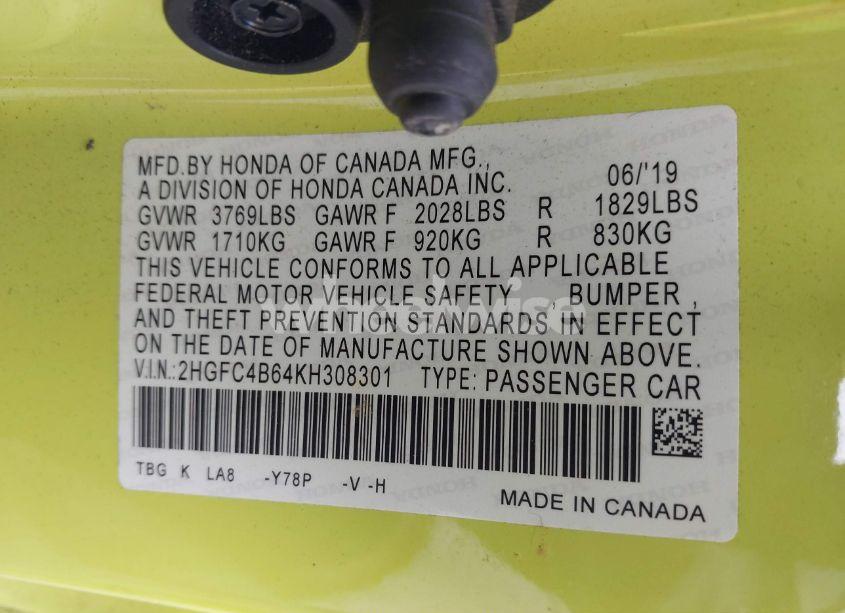 MFD.BY HONDA OF CANADA MFG.,
A DIVISION OF HONDA CANADA INC. 06/'19
GVWR 3769LBS GAWR F 2028LBS R 1829LBS
GVWR 1710KG GAWR F 920KG R 830KG
THIS VEHICLE CONFORMS TO ALL APPLICABLE
FEDERAL MOTOR VEHICLE SAFETY , BUMPER ,
AND THEFT PREVENTION STANDARDS IN EFFECT
ON THE DATE OF MANUFACTURE SHOWN ABOVE.
V.I.N.:2HGFC4B64KH308301 TYPE: PASSENGER CAR
TBG K LA8 -Y78P -V -H
MADE IN CANADA